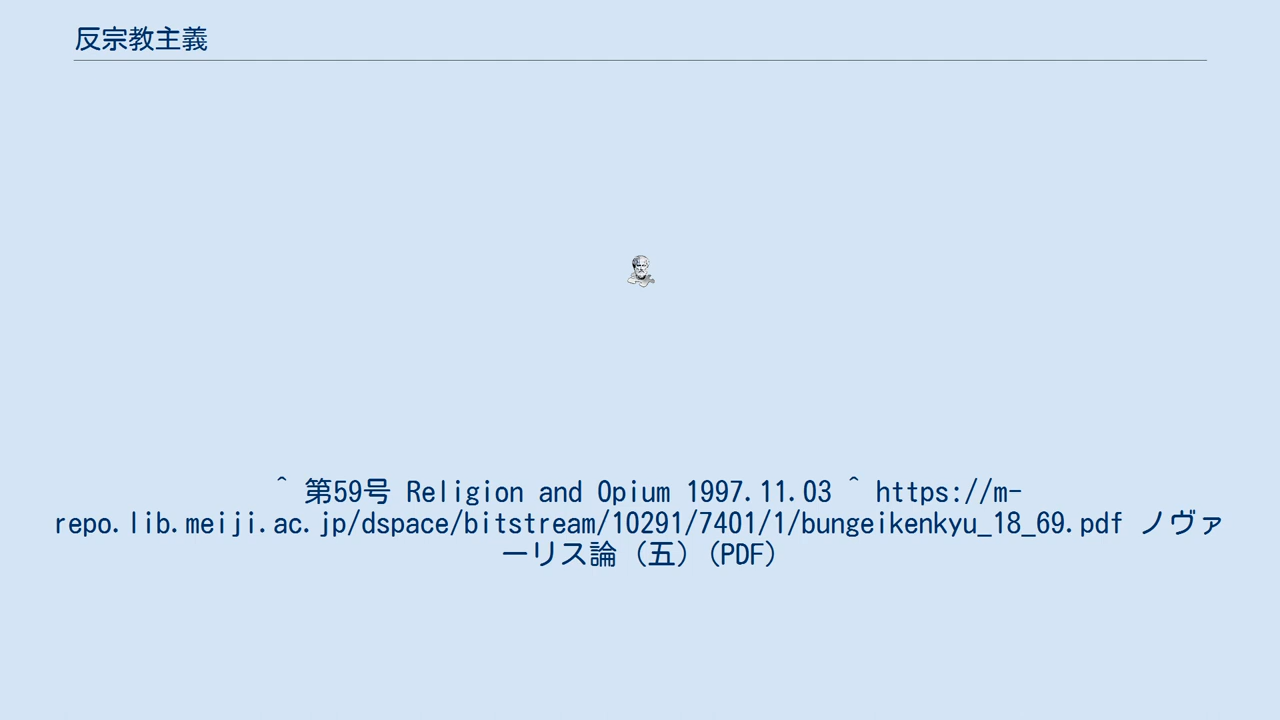 反宗教主義
^ 第59号 Religion and Opium 1997.11.03 ^ https://m-
repo.lib.meiji.ac.jp/dspace/bitstream/10291/7401/1/bungeikenkyu_18_69.pdf ノヴァ
ーリス論（五）(PDF)